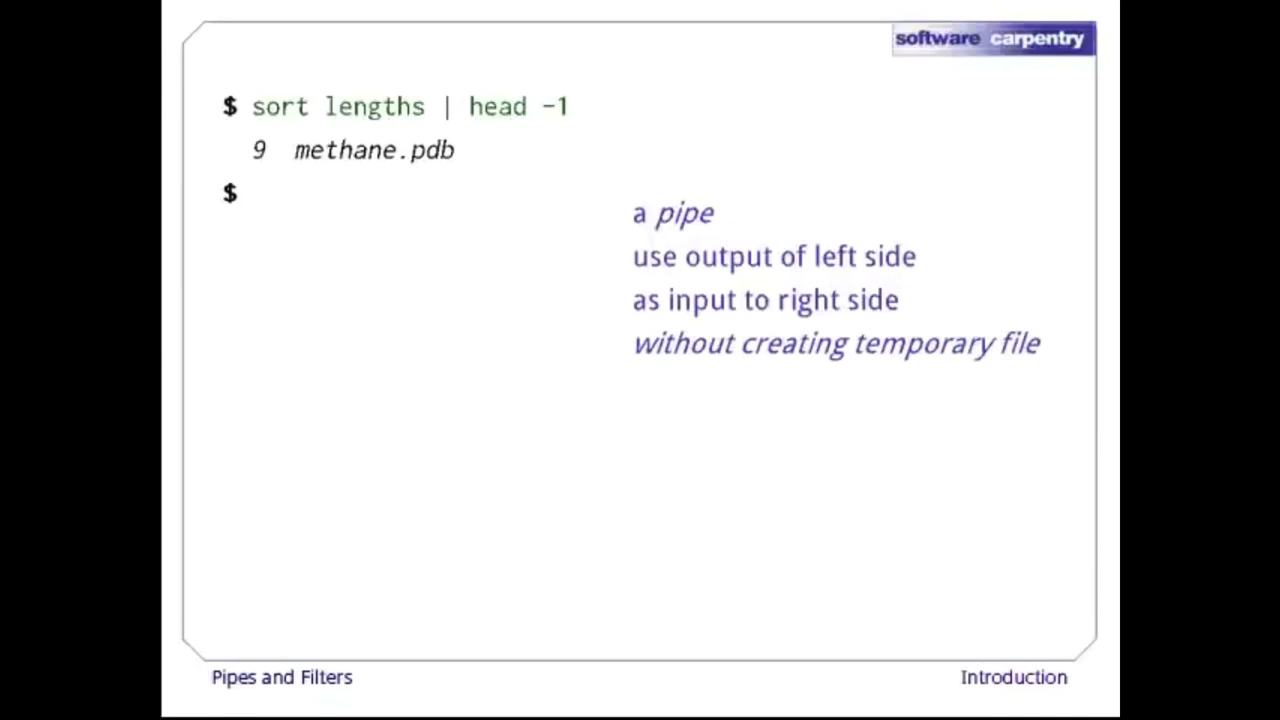 software carpentry
$ sort lengths | head -1
9 methane.pdb
$
a pipe
use output of left side
as input to right side
without creating temporary file
Pipes and Filters
Introduction